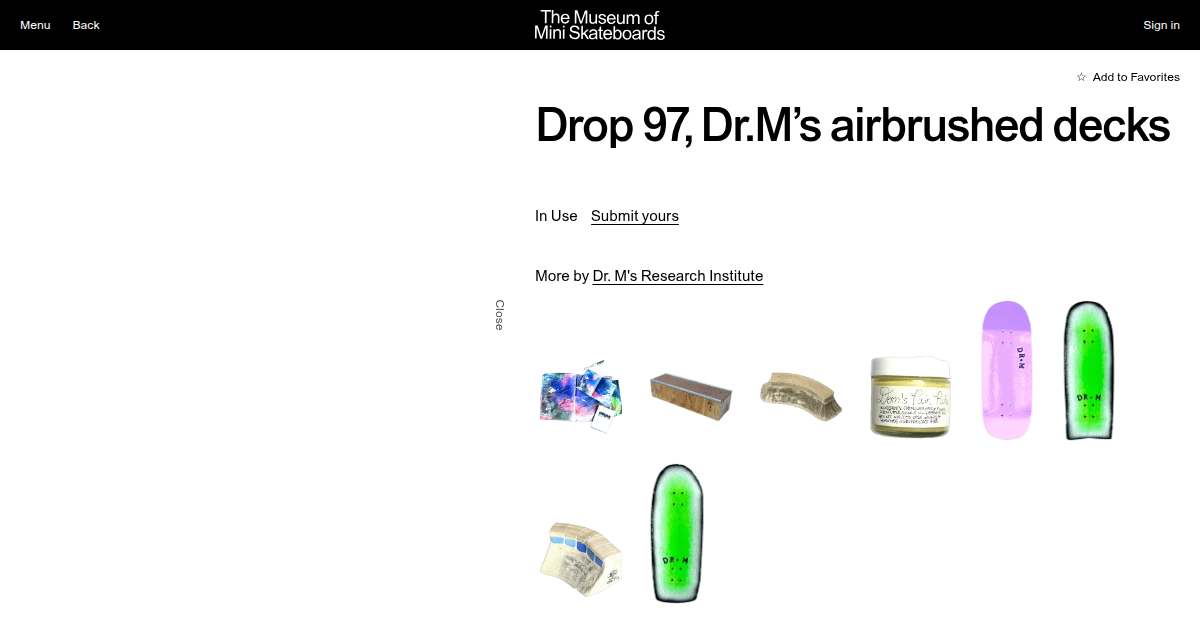 Menu
Back
The Museum of
Mini Skateboards
Sign in
☆ Add to Favorites
Drop 97, Dr.M’s airbrushed decks
In Use
Submit yours
More by Dr. M's Research Institute
Close
DR•M
DR•M
DR•M